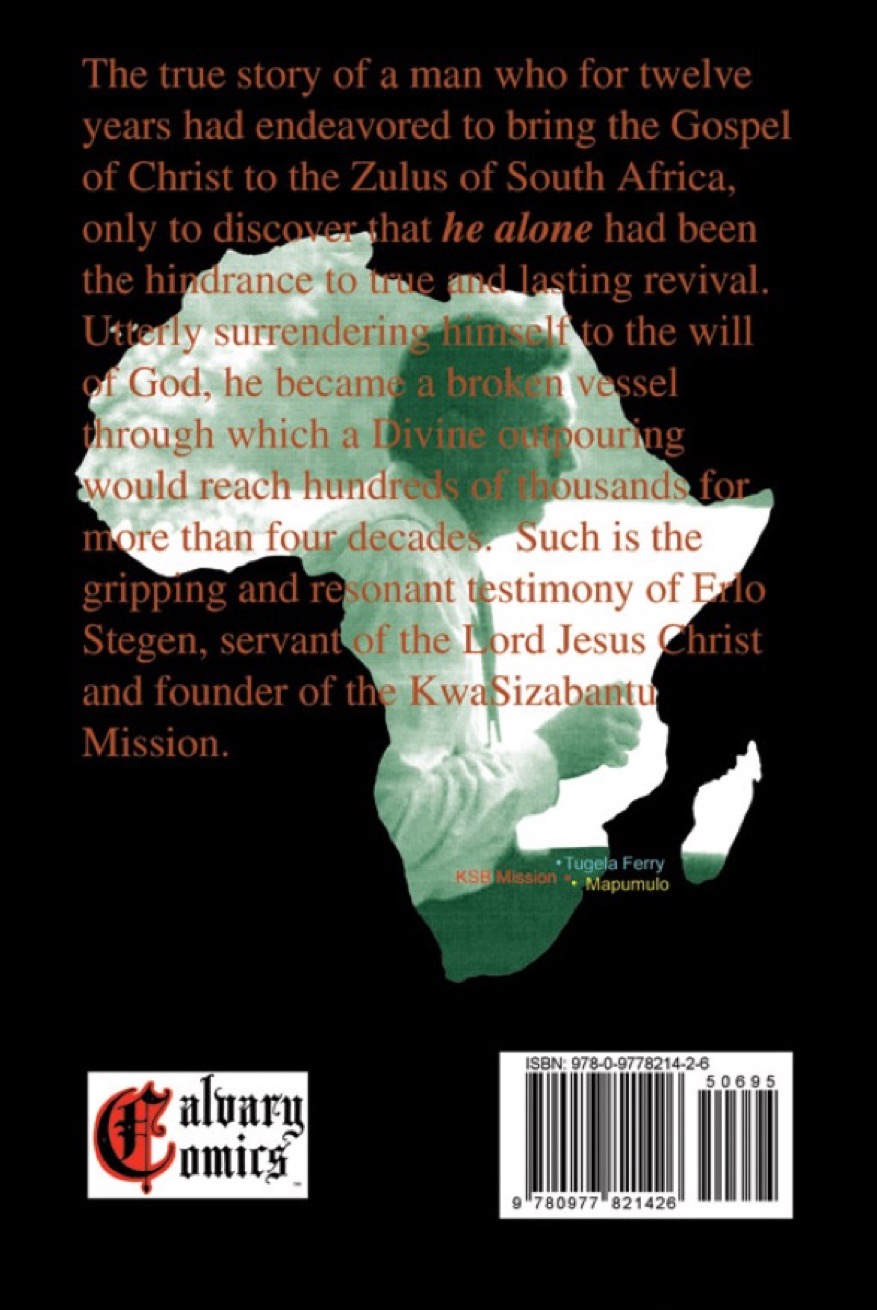 The true story of a man who for twelve
years had endeavored to bring the Gospel
of Christ to the Zulus of South Africa,
only to discover that he alone had been
the hindrance to true and lasting revival.
Utterly surrendering himself to the will
of God, he became a broken vessel
through which a Divine outpouring
would reach hundreds of thousands for
more than four decades. Such is the
gripping and resonant testimony of Erlo
Stegen, servant of the Lord Jesus Christ
and founder of the KwaSizabantu
Mission.
Tugela Ferry
KSB Mission
Mapumulo
Calvary
Comics
ISBN: 978-0-9778214-2-6
50695
9 780977 821426